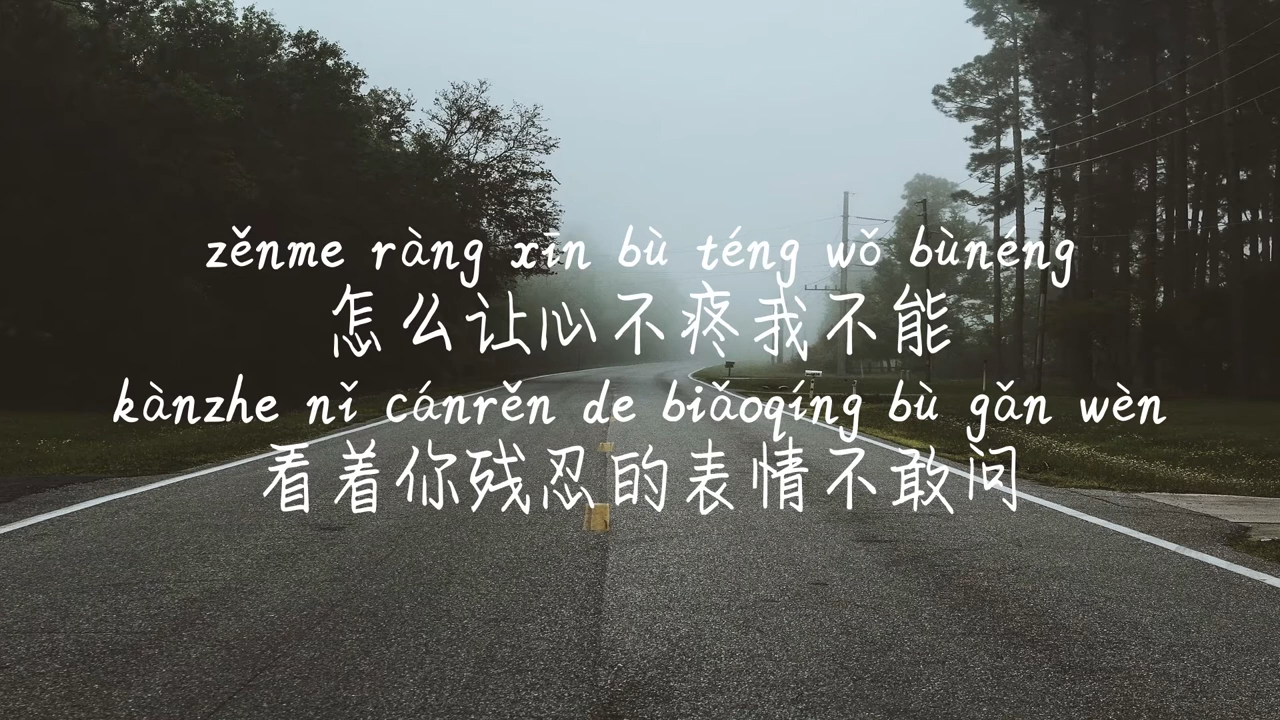 zěnme ràng xīn bù téng wǒ bùnéng
怎么让心不疼我不能
kànzhe nǐ cánrěn de biǎoqíng bù gǎn wèn
看着你残忍的表情不敢问